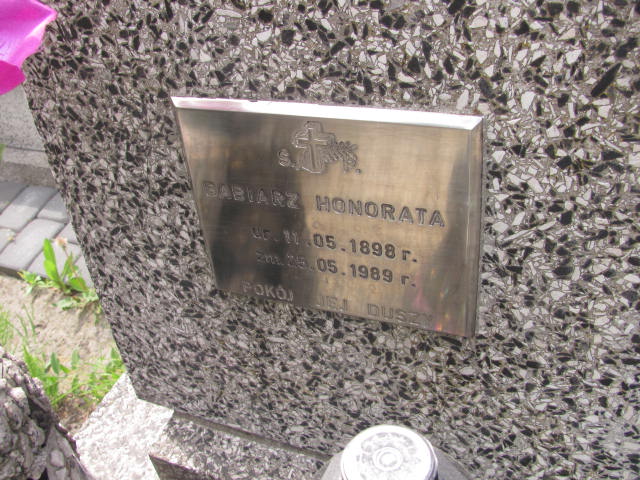 Ś. P.
BABIARZ HONORATA
ur. 11.05.1898 r.
zm. 25.05.1989 r.
POKÓJ JEJ DUSZY